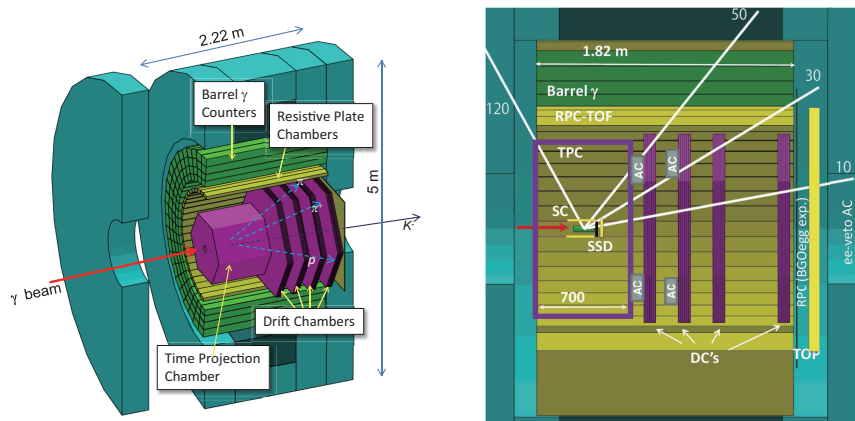 2.22 m
Barrel γ
Counters
Resistive Plate
Chambers
5 m
π⁻
π⁺
p
K⁻
γ beam
Drift Chambers
Time Projection
Chamber
50
1.82 m
30
Barrel γ
120
RPC-TOF
TPC
AC
AC
10
SC
SSD
AC
AC
700
RPC (BGOegg exp.)
ee-veto AC
DC's
TOP